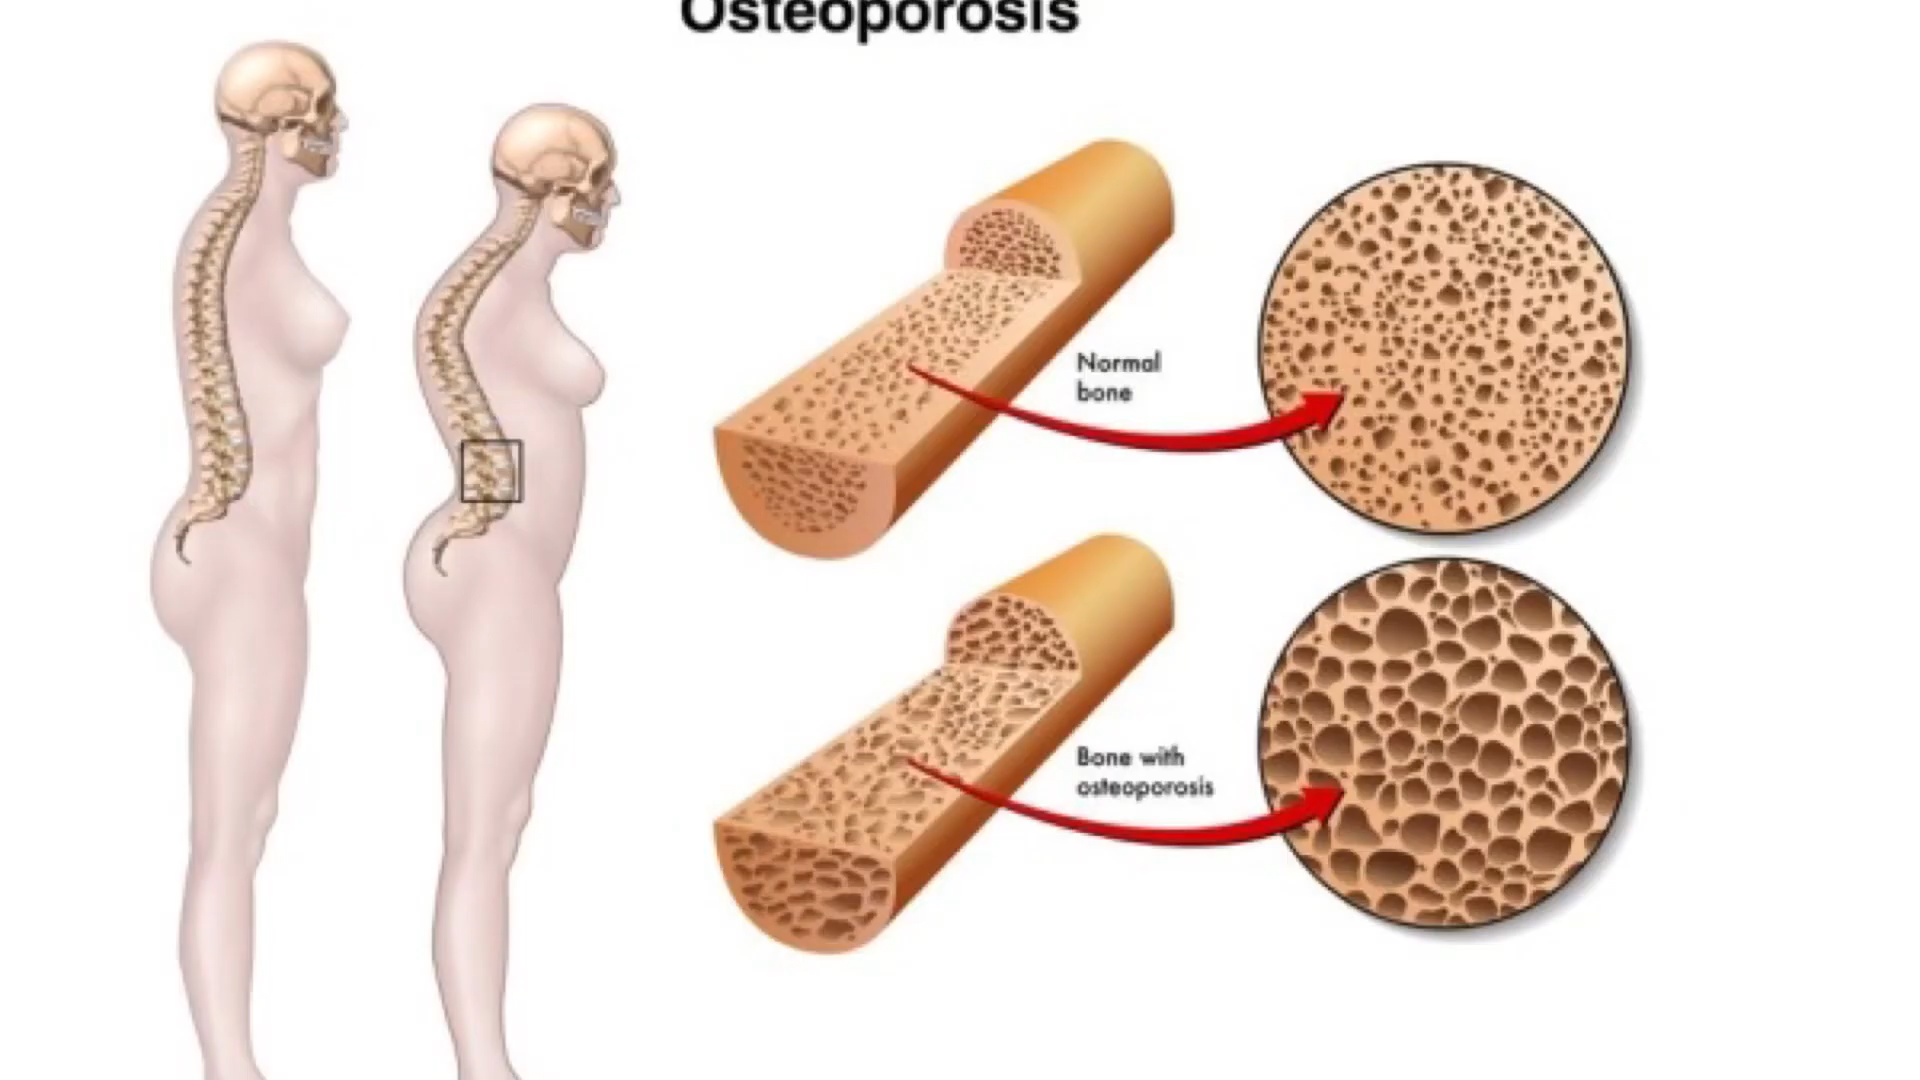 Osteoporosis
Normal
bone
Bone with
osteoporosis